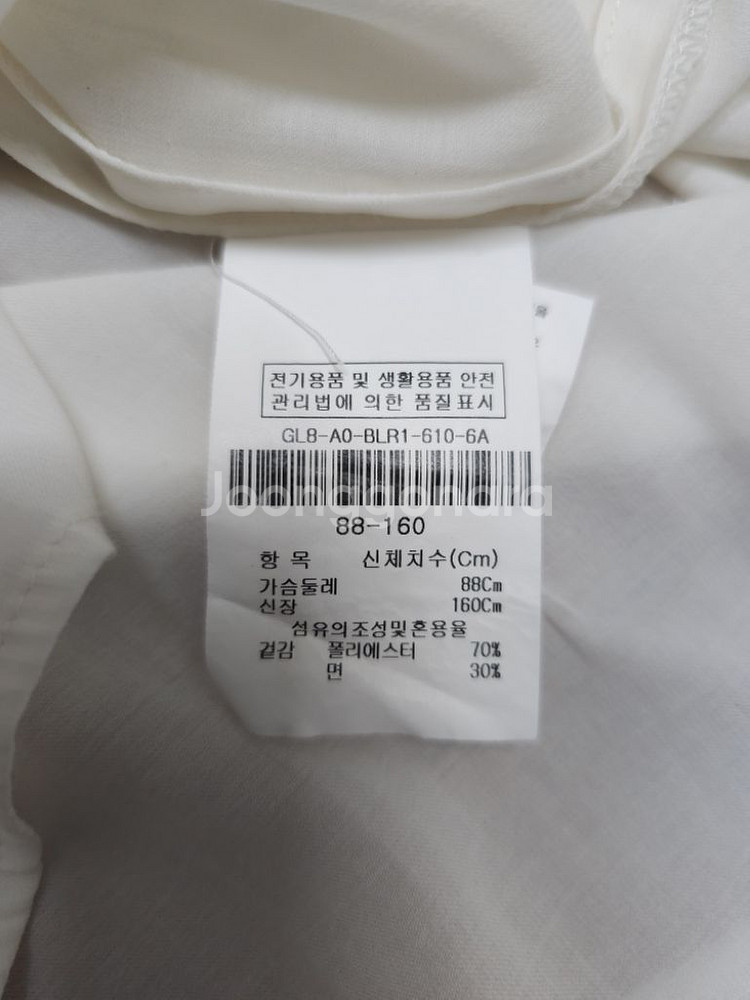 전기용품 및 생활용품 안전
관리법에 의한 품질표시
GL8-A0-BLR1-610-6A
Joonggonara
88-160
항 목 신체치수(Cm)
가슴둘레 88Cm
신장 160Cm
섬유의조성및혼용율
겉감 폴리에스터 70%
면 30%